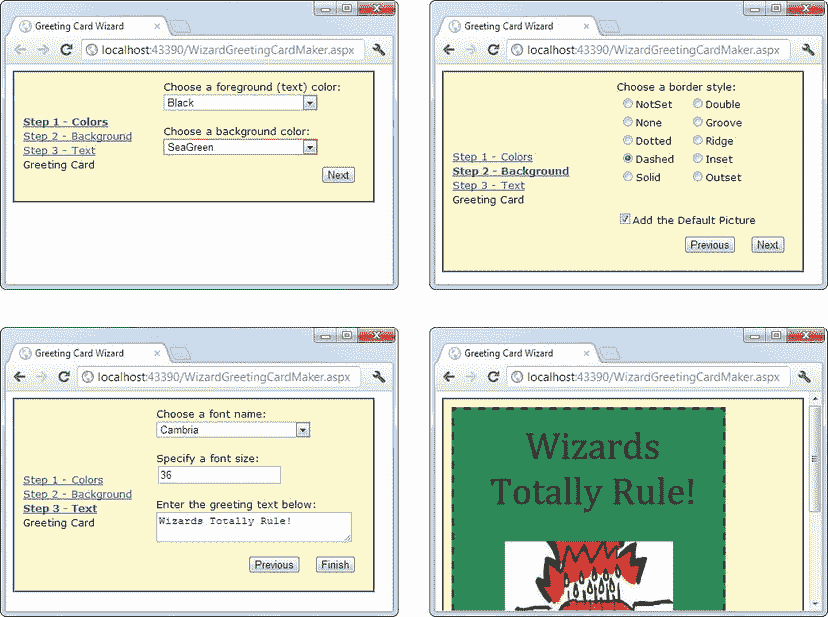 Greeting Card Wizard
localhost:43390/WizardGreetingCardMaker.aspx
Choose a foreground (text) color:
Black
Choose a background color:
SeaGreen
Step 1 - Colors
Step 2 - Background
Step 3 - Text
Greeting Card
Next
Greeting Card Wizard
localhost:43390/WizardGreetingCardMaker.aspx
Choose a border style:
NotSet Double
None Groove
Dotted Ridge
Dashed Inset
Solid Outset
Step 1 - Colors
Step 2 - Background
Step 3 - Text
Greeting Card
Add the Default Picture
Previous Next
Greeting Card Wizard
localhost:43390/WizardGreetingCardMaker.aspx
Choose a font name:
Cambria
Specify a font size:
36
Enter the greeting text below:
Wizards Totally Rule!
Step 1 - Colors
Step 2 - Background
Step 3 - Text
Greeting Card
Previous Finish
Greeting Card Wizard
localhost:43390/WizardGreetingCardMaker.aspx
Wizards
Totally Rule!